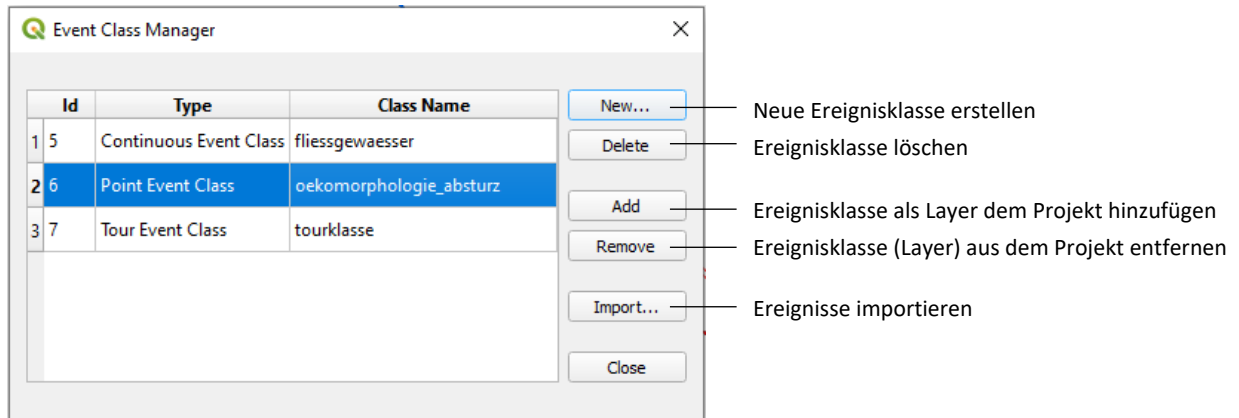 Event Class Manager
Id Type Class Name
1 5 Continuous Event Class fliessgewaesser
2 6 Point Event Class oekomorphologie_absturz
3 7 Tour Event Class tourklasse
New... Neue Ereignisklasse erstellen
Delete Ereignisklasse löschen
Add Ereignisklasse als Layer dem Projekt hinzufügen
Remove Ereignisklasse (Layer) aus dem Projekt entfernen
Import... Ereignisse importieren
Close